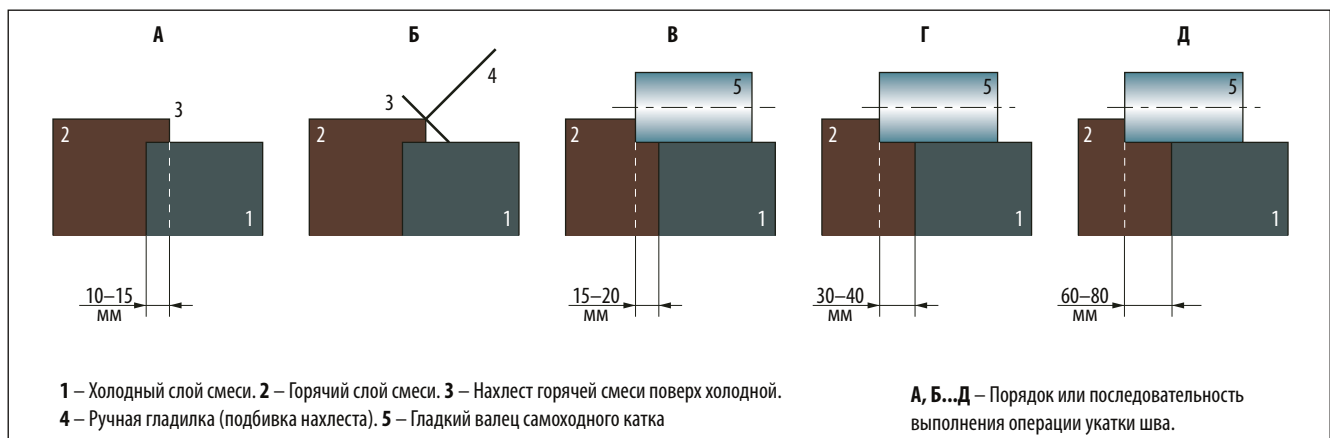 А Б В Г Д
3 4 3
2 1 2 1 2 5 1 2 5 1 2 5 1
10–15 15–20 30–40 60–80
мм мм мм мм
1 – Холодный слой смеси. 2 – Горячий слой смеси. 3 – Нахлест горячей смеси поверх холодной.
4 – Ручная гладилка (подбивка нахлеста). 5 – Гладкий валец самоходного катка
А, Б...Д – Порядок или последовательность
выполнения операции укатки шва.